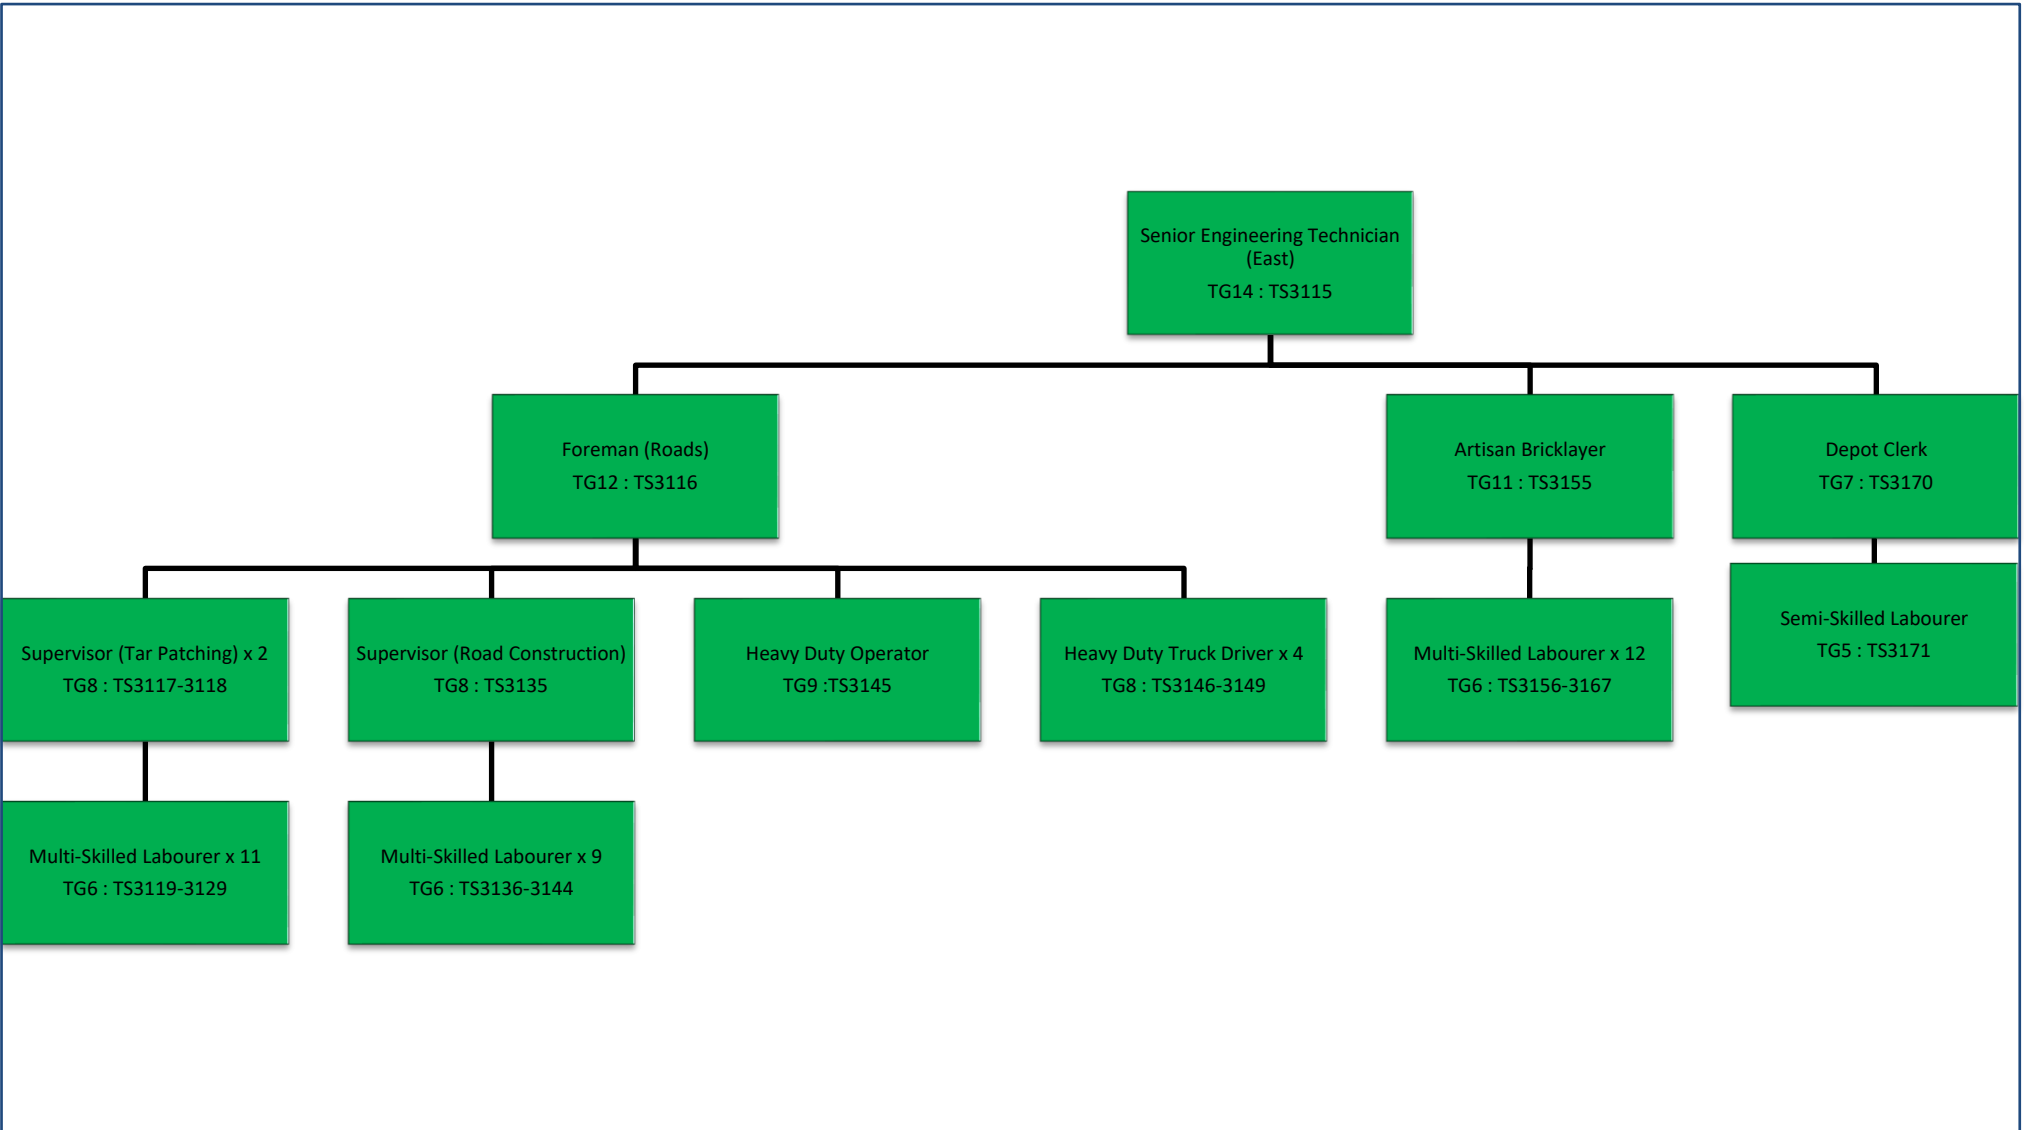 Senior Engineering Technician
(East)
TG14 : TS3115
Foreman (Roads)
TG12 : TS3116
Artisan Bricklayer
TG11 : TS3155
Depot Clerk
TG7 : TS3170
Supervisor (Tar Patching) x 2
TG8 : TS3117-3118
Supervisor (Road Construction)
TG8 : TS3135
Heavy Duty Operator
TG9 :TS3145
Heavy Duty Truck Driver x 4
TG8 : TS3146-3149
Multi-Skilled Labourer x 12
TG6 : TS3156-3167
Semi-Skilled Labourer
TG5 : TS3171
Multi-Skilled Labourer x 11
TG6 : TS3119-3129
Multi-Skilled Labourer x 9
TG6 : TS3136-3144